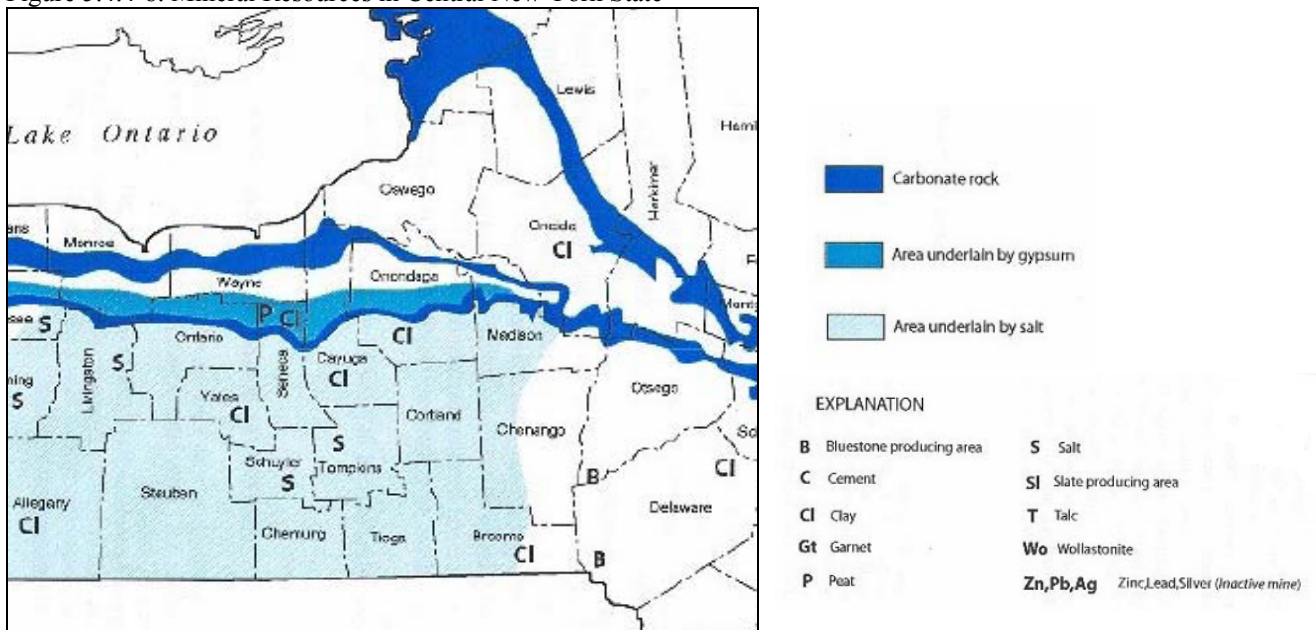 Lake Ontario
Lewis
Hami
Herkimer
Oswego
Oneida
Cl
Monroe
Wayne
Onondaga
P Cl
S
Ontario
Cl
Madison
S
Seneca
Cayuga
Cl
Otsego
Livingston
S
Yates
Cl
Cortland
Chenango
S
Schuyler
S
Tompkins
B
Cl
Allegany
Cl
Steuben
Delaware
Chemung
Tioga
Broome
Cl
B
Carbonate rock
Area underlain by gypsum
Area underlain by salt
EXPLANATION
B Bluestone producing area
C Cement
Cl Clay
Gt Garnet
P Peat
S Salt
Sl Slate producing area
T Talc
Wo Wollastonite
Zn,Pb,Ag Zinc,Lead,Silver (Inactive mine)